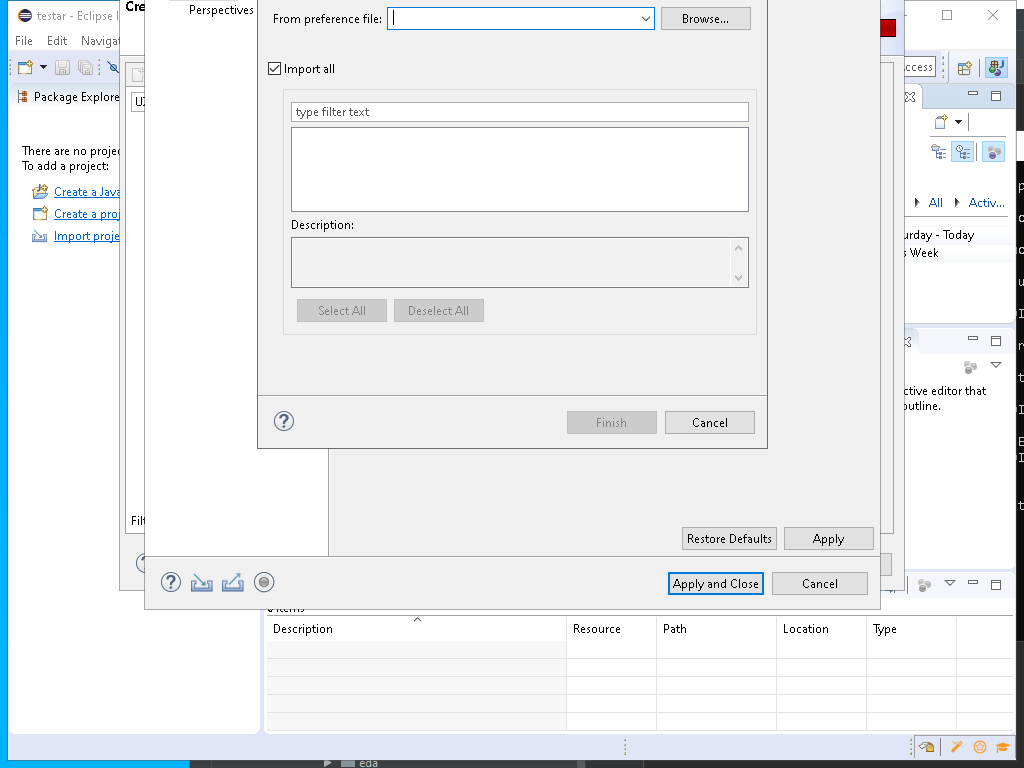 testar - Eclipse I
Cre
Perspectives
From preference file:
Browse...
File Edit Navigat
Import all
ccess
Package Explore
type filter text
There are no projec
To add a project:
Create a Java
Create a proj
Import proje
All
Activ...
Description:
urday - Today
s Week
Select All
Deselect All
ctive editor that
outline.
Finish
Cancel
Filt
Restore Defaults
Apply
Apply and Close
Cancel
Description
Resource
Path
Location
Type
eda